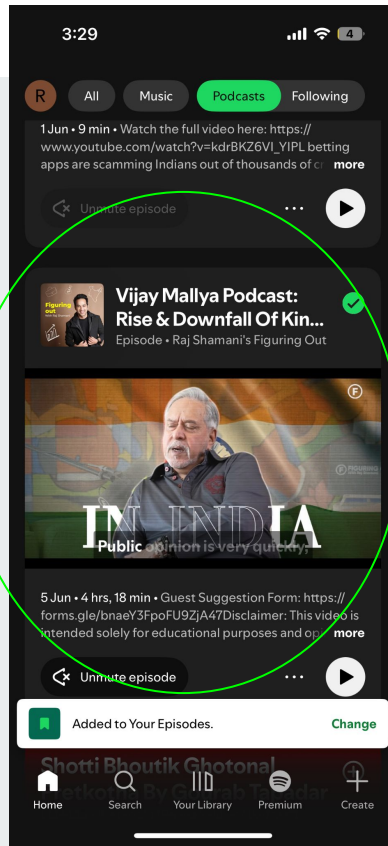 3:29
4
R
All
Music
Podcasts
Following
1 Jun • 9 min • Watch the full video here: https://
www.youtube.com/watch?v=kdrBKZ6VI_YIPL betting
apps are scamming Indians out of thousands of cr more
Unmute episode
Figuring
out
Vijay Mallya Podcast:
Rise & Downfall Of Kin...
Episode • Raj Shamani's Figuring Out
F
F FIGURING
IN INDIA
Public opinion is very quickly,
5 Jun • 4 hrs, 18 min • Guest Suggestion Form: https://
forms.gle/bnaeY3FpoFU9ZjA47Disclaimer: This video is
intended solely for educational purposes and op more
Unmute episode
Added to Your Episodes.
Change
Shotti Bhoutik Ghotona
Home
Search
Your Library
Premium
Create